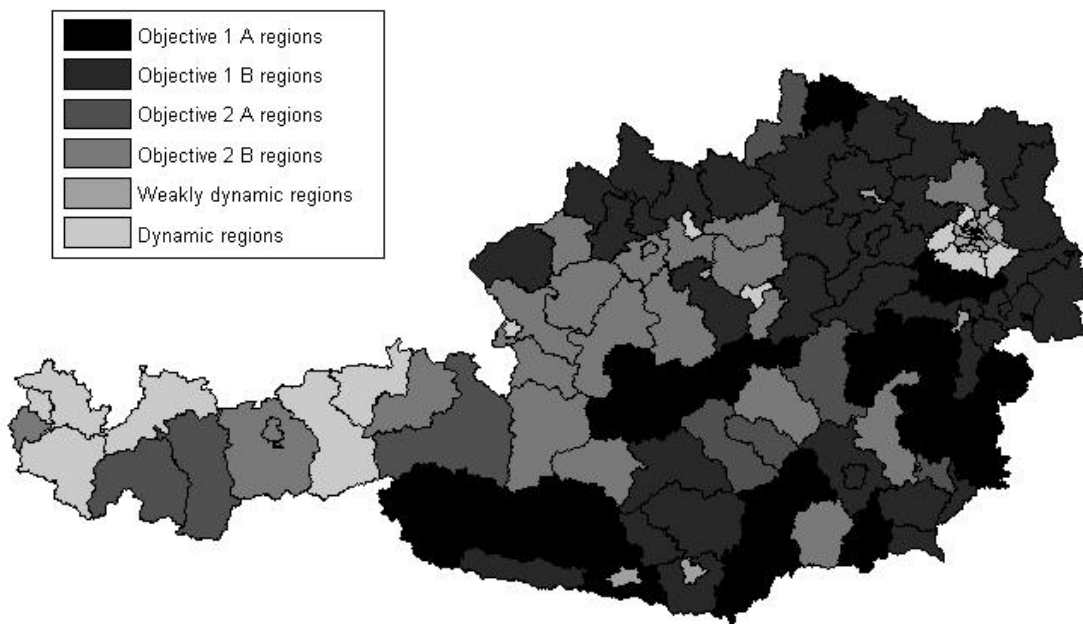 Objective 1 A regions
Objective 1 B regions
Objective 2 A regions
Objective 2 B regions
Weakly dynamic regions
Dynamic regions